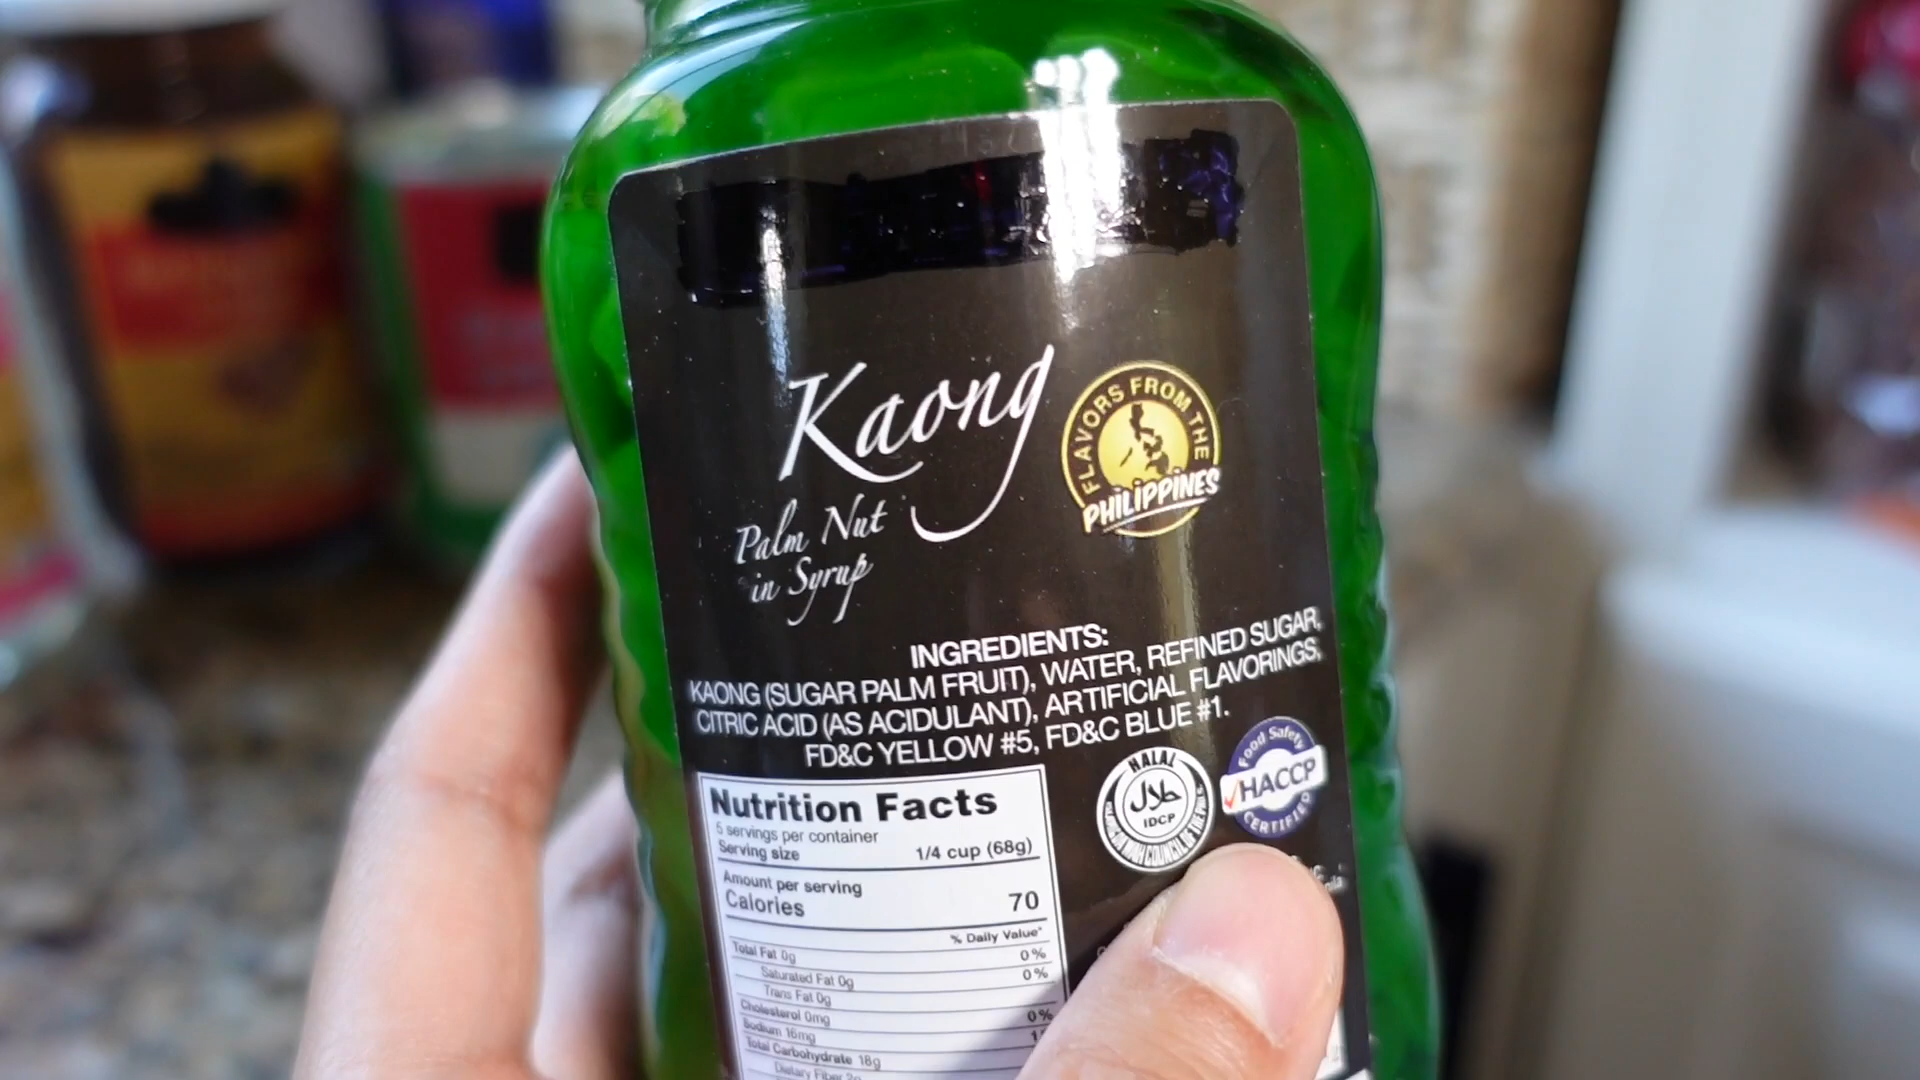 Kaong
Palm Nut
in Syrup
FLAVORS FROM THE
PHILIPPINES
INGREDIENTS:
KAONG (SUGAR PALM FRUIT), WATER, REFINED SUGAR,
CITRIC ACID (AS ACIDULANT), ARTIFICIAL FLAVORINGS,
FD&C YELLOW #5, FD&C BLUE #1.
HALAL
حلال
IDCP
Food Safety
HACCP
CERTIFIED
Nutrition Facts
5 servings per container
Serving size 1/4 cup (68g)
Amount per serving
Calories 70
% Daily Value*
Total Fat 0g 0%
Saturated Fat 0g 0%
Trans Fat 0g
Cholesterol 0mg 0%
Sodium 16mg
Total Carbohydrate 18g
Dietary Fiber 2g